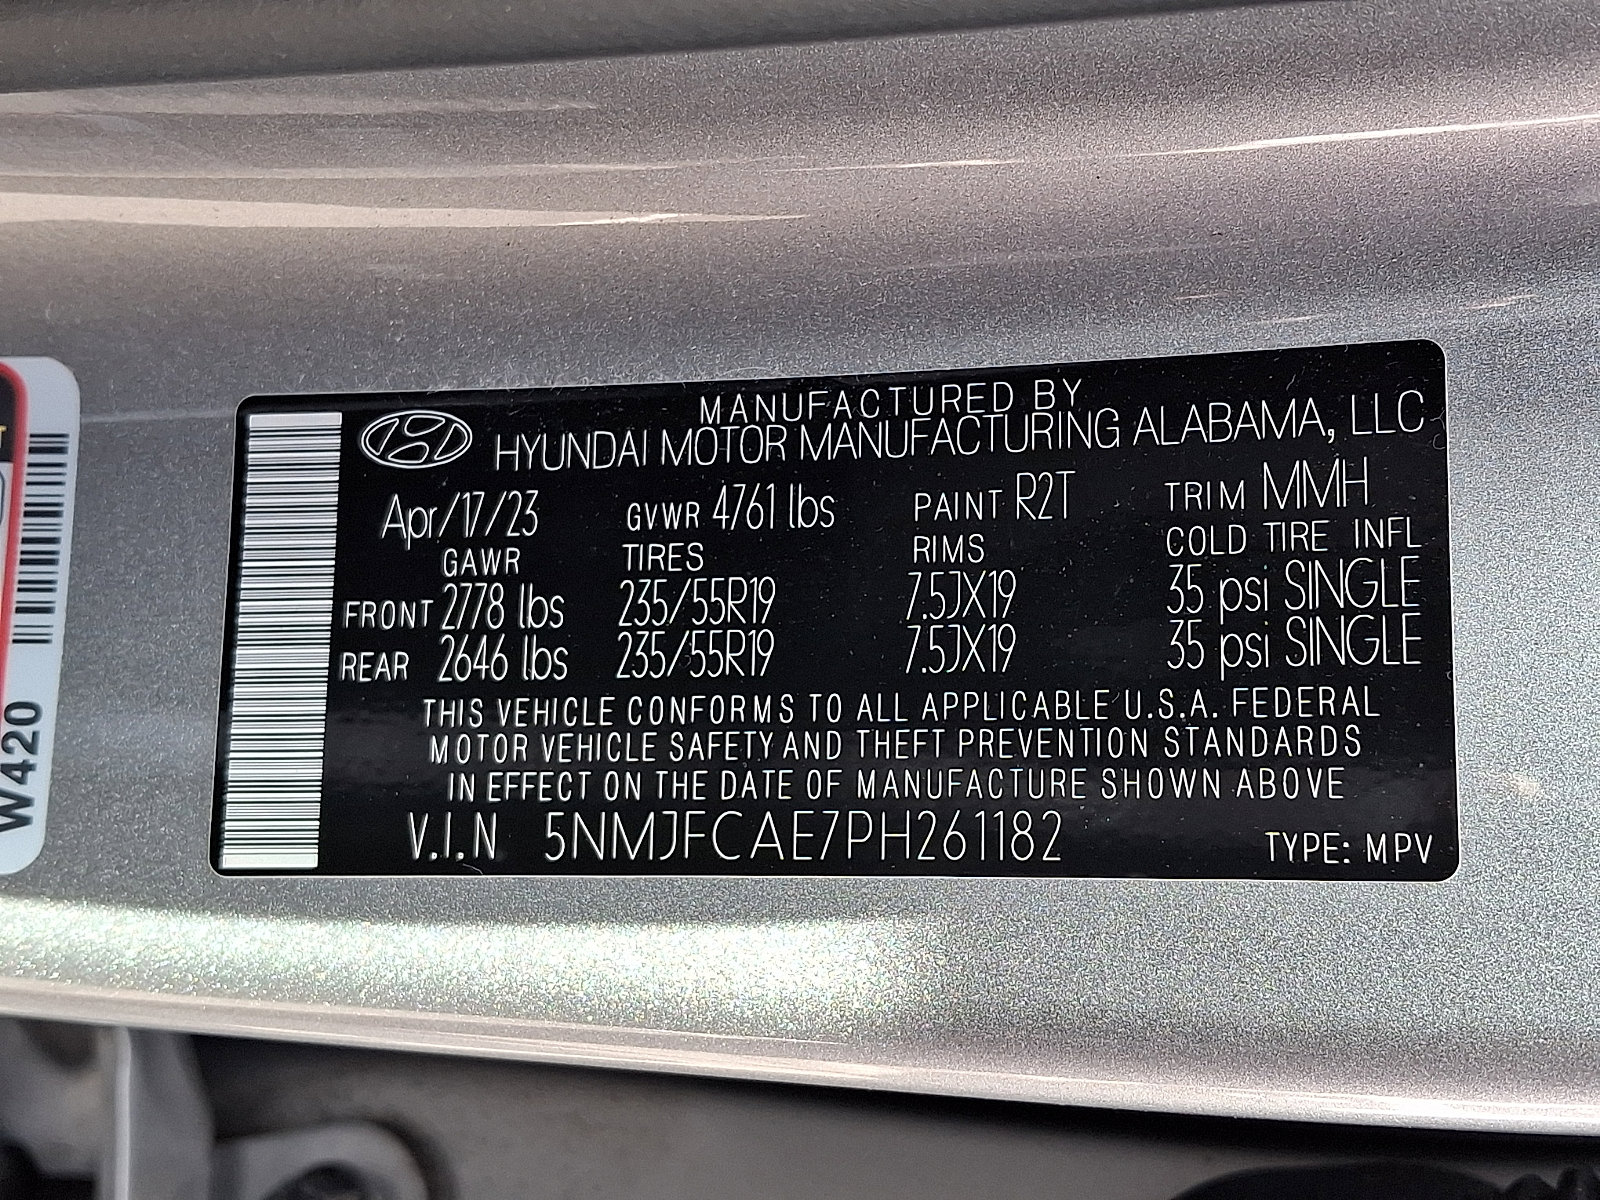 MANUFACTURED BY
HYUNDAI MOTOR MANUFACTURING ALABAMA, LLC
Apr/17/23 GVWR 4761 lbs PAINT R2T TRIM MMH
GAWR TIRES RIMS COLD TIRE INFL
FRONT 2778 lbs 235/55R19 7.5JX19 35 psi SINGLE
REAR 2646 lbs 235/55R19 7.5JX19 35 psi SINGLE
THIS VEHICLE CONFORMS TO ALL APPLICABLE U.S.A. FEDERAL
MOTOR VEHICLE SAFETY AND THEFT PREVENTION STANDARDS
IN EFFECT ON THE DATE OF MANUFACTURE SHOWN ABOVE
V.I.N 5NMJFCAE7PH261182 TYPE: MPV
W420